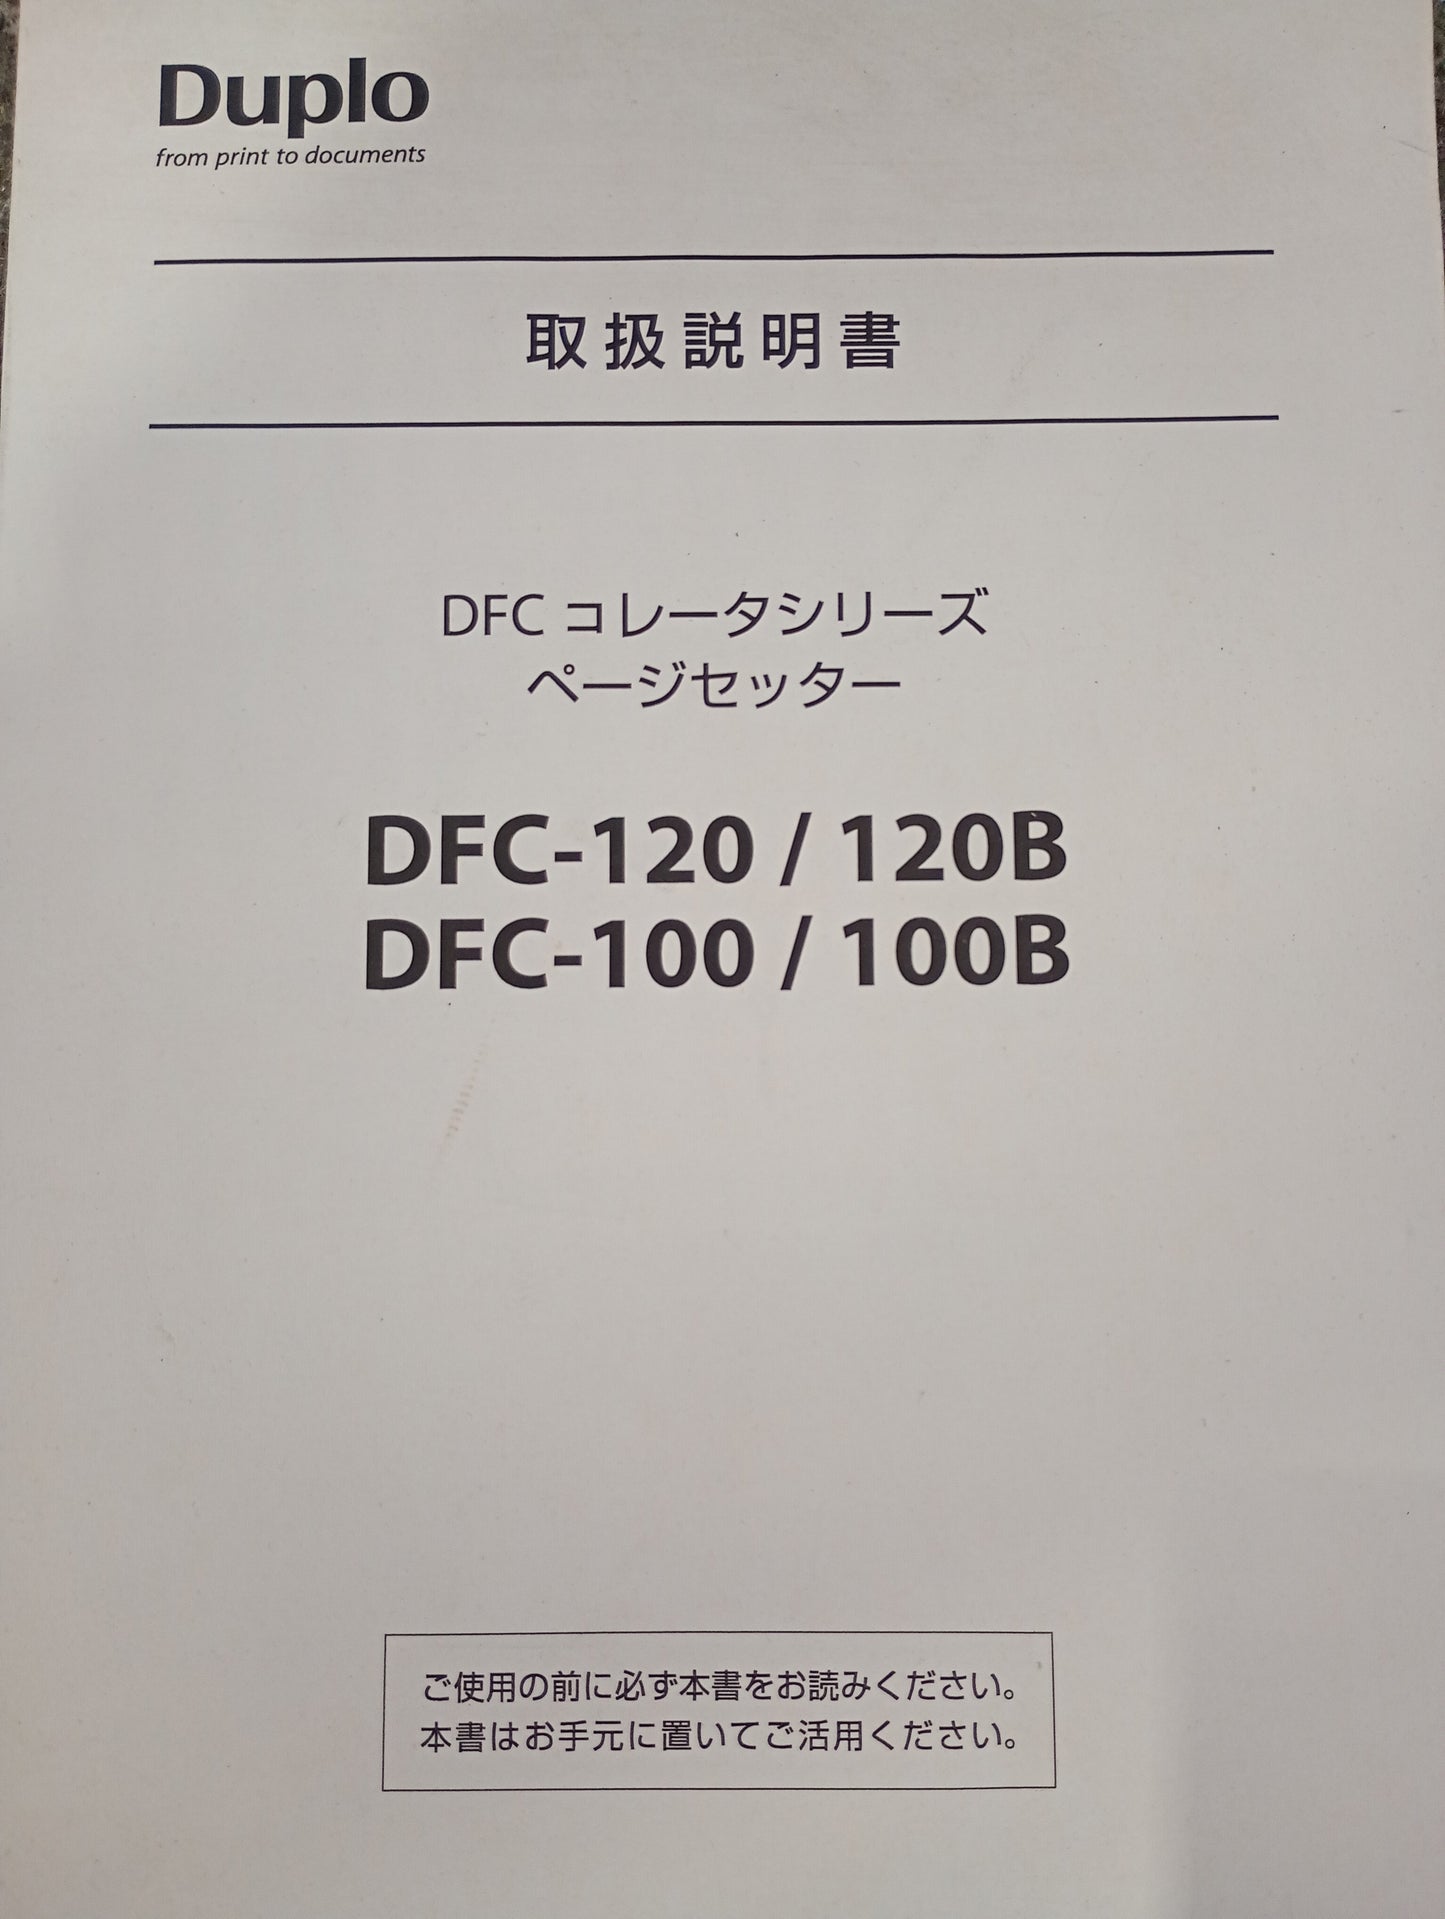 Duplo
from print to documents
取扱説明書
DFC コレータシリーズ
ページセッター
DFC-120 / 120B
DFC-100 / 100B
ご使用の前に必ず本書をお読みください。
本書はお手元に置いてご活用ください。